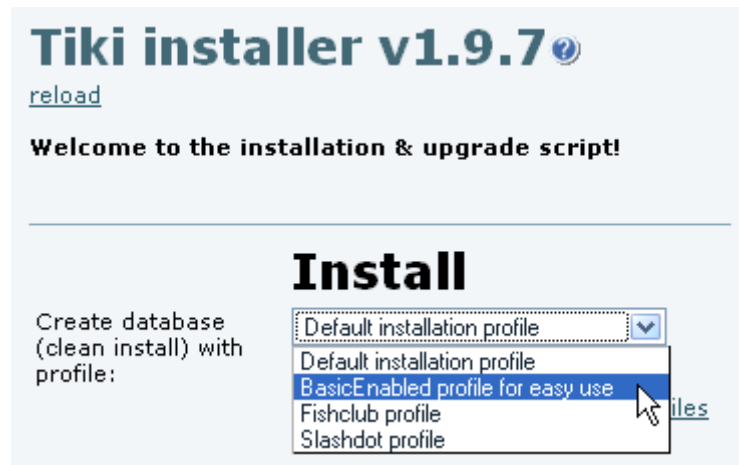 Tiki installer v1.9.7
reload
Welcome to the installation & upgrade script!
Install
Create database
(clean install) with
profile:
Default installation profile
Default installation profile
BasicEnabled profile for easy use
Fishclub profile
Slashdot profile
iles